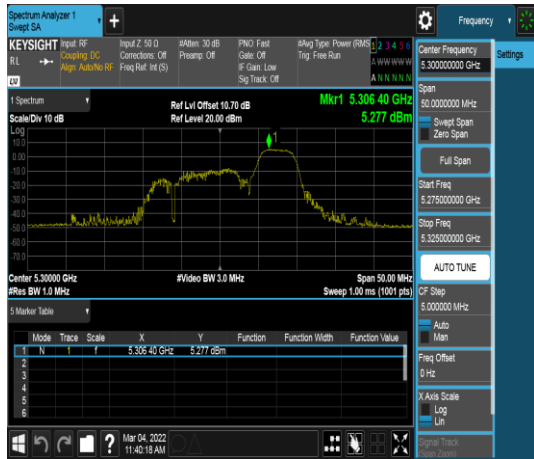 Spectrum Analyzer 1
Swept SA
+
Frequency
KEYSIGHT
RL
LXI
Input: RF
Coupling: DC
Align: Auto/No RF
Input Z: 50 Ω
Corrections: Off
Freq Ref: Int (S)
#Atten: 30 dB
Preamp: Off
PNO: Fast
Gate: Off
IF Gain: Low
Sig Track: Off
#Avg Type: Power (RMS
Trig: Free Run
1 2 3 4 5 6
A W W W W W
A N N N N N
Center Frequency
5.300000000 GHz
Settings
Span
50.0000000 MHz
Swept Span
Zero Span
Full Span
Start Freq
5.275000000 GHz
Stop Freq
5.325000000 GHz
AUTO TUNE
CF Step
5.000000 MHz
Auto
Man
Freq Offset
0 Hz
X Axis Scale
Log
Lin
Signal Track
(Span Zoom)
1 Spectrum
Scale/Div 10 dB
Ref Lvl Offset 10.70 dB
Ref Level 20.00 dBm
Mkr1 5.306 40 GHz
5.277 dBm
Log
10.0
0.00
-10.0
-20.0
-30.0
-40.0
-50.0
-60.0
-70.0
1
Center 5.30000 GHz
#Res BW 1.0 MHz
#Video BW 3.0 MHz
Span 50.00 MHz
Sweep 1.00 ms (1001 pts)
5 Marker Table
Mode Trace Scale X Y Function Function Width Function Value
1 N 1 f 5.306 40 GHz 5.277 dBm
2
3
4
5
6
?
Mar 04, 2022
11:40:18 AM